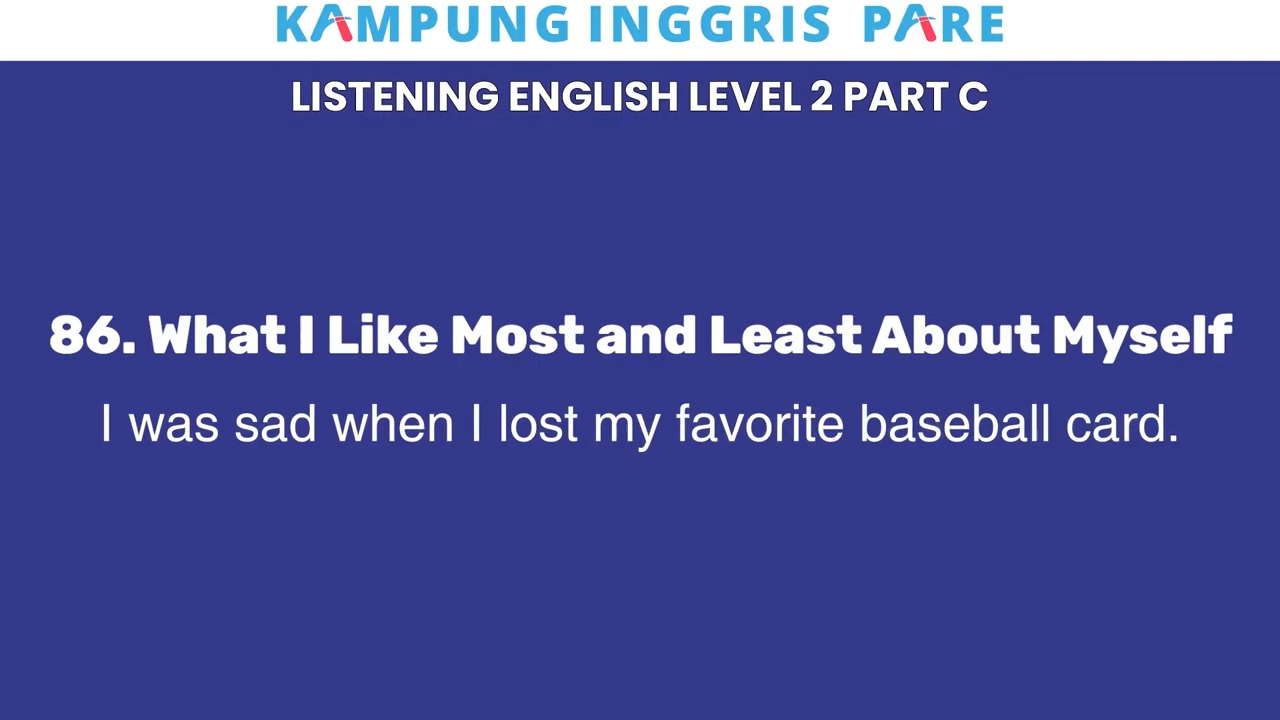 KAMPUNG INGGRIS PARE
LISTENING ENGLISH LEVEL 2 PART C
86. What I Like Most and Least About Myself
I was sad when I lost my favorite baseball card.